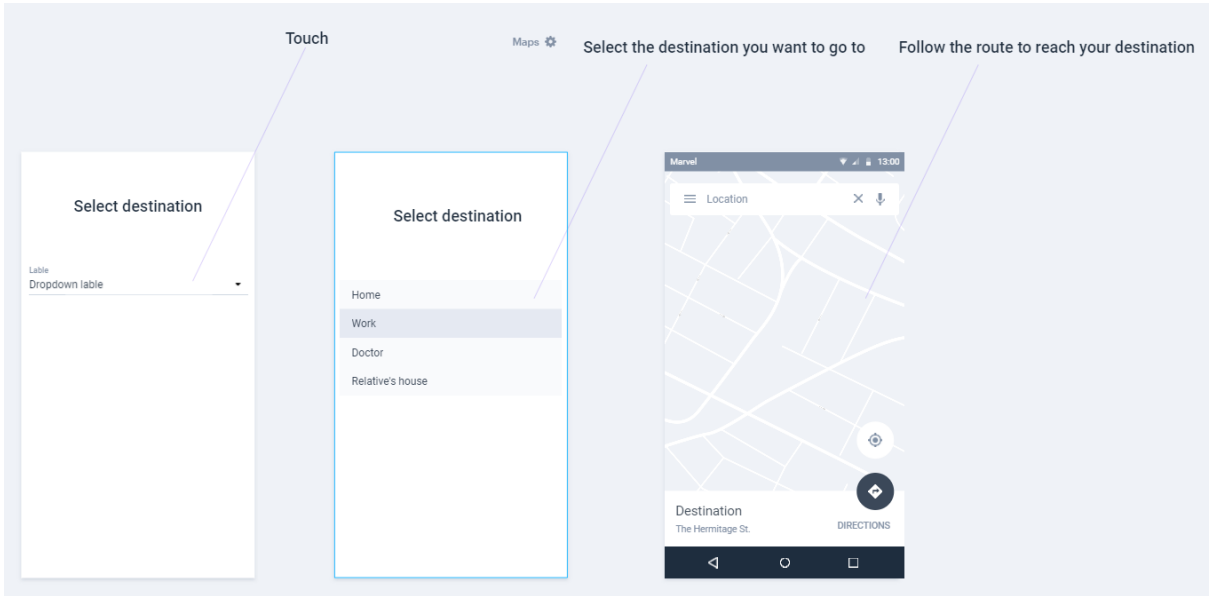 Touch
Maps
Select the destination you want to go to
Follow the route to reach your destination
Select destination
Lable
Dropdown lable
Select destination
Home
Work
Doctor
Relative's house
Marvel
13:00
Location
Destination
The Hermitage St.
DIRECTIONS